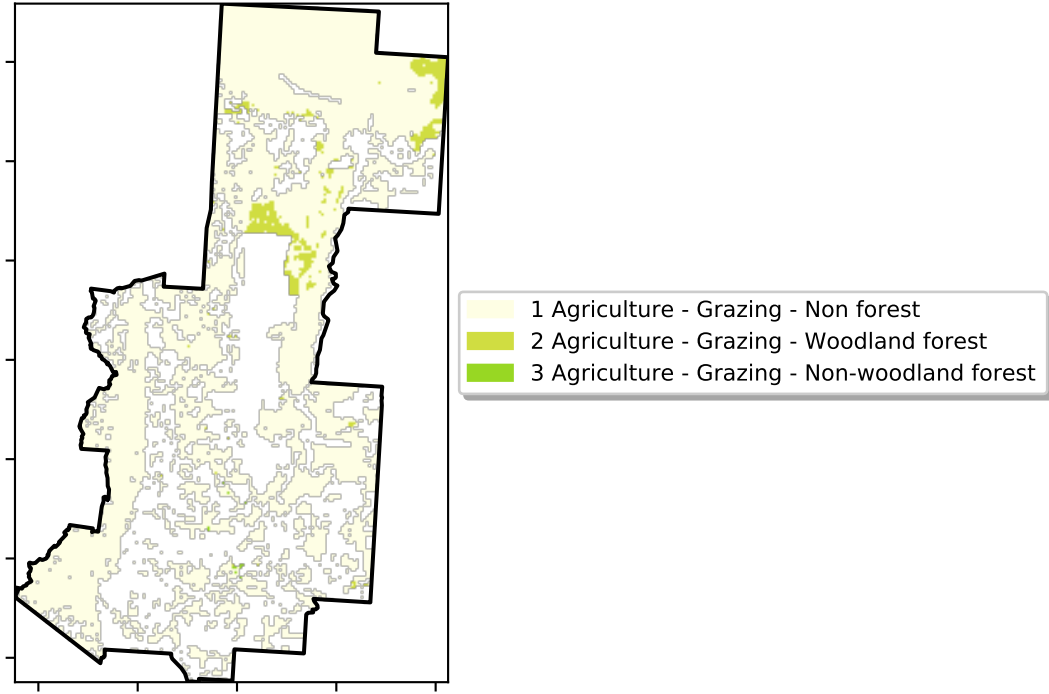 1 Agriculture - Grazing - Non forest
2 Agriculture - Grazing - Woodland forest
3 Agriculture - Grazing - Non-woodland forest